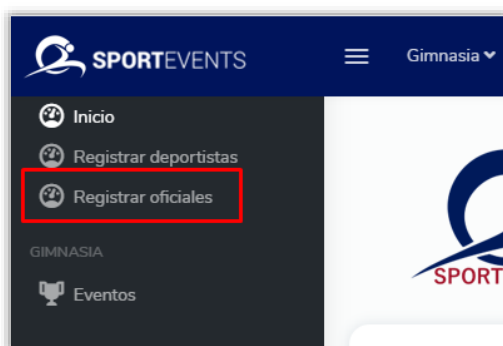 SPORTEVENTS
Gimnasia
Inicio
Registrar deportistas
Registrar oficiales
GIMNASIA
Eventos
SPORT